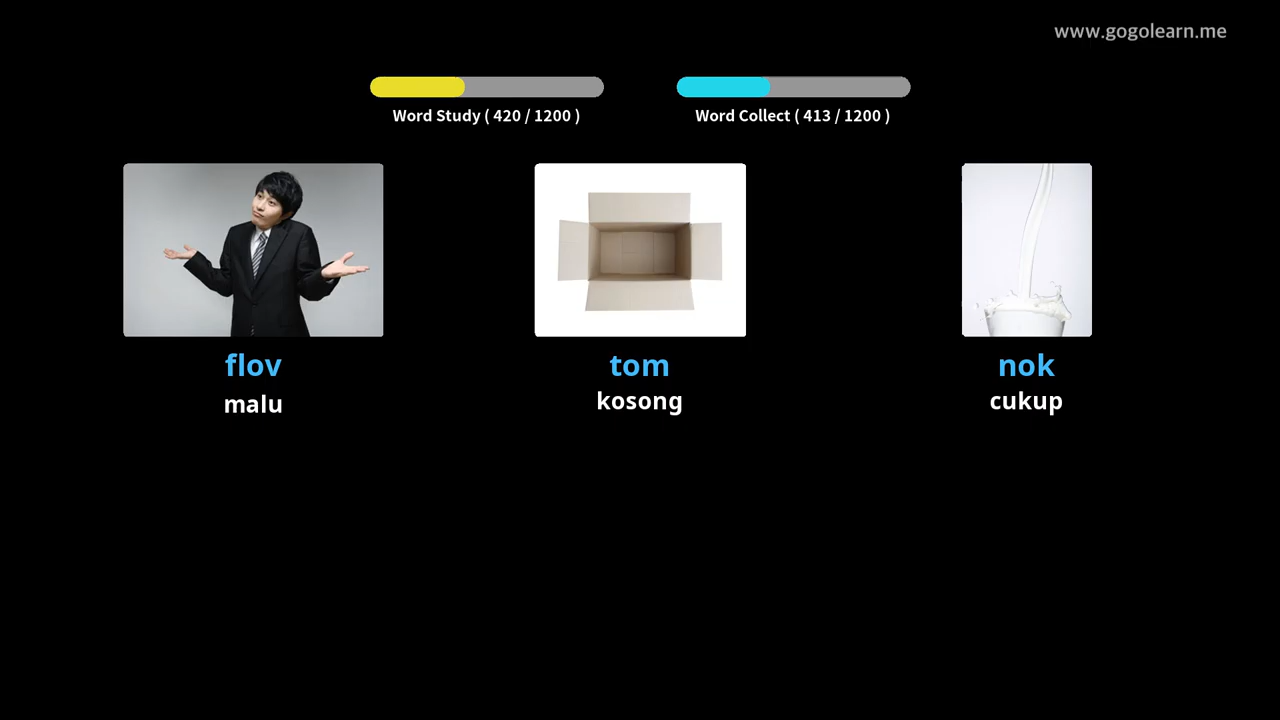 www.gogolearn.me
Word Study ( 420 / 1200 )
Word Collect ( 413 / 1200 )
flov
malu
tom
kosong
nok
cukup